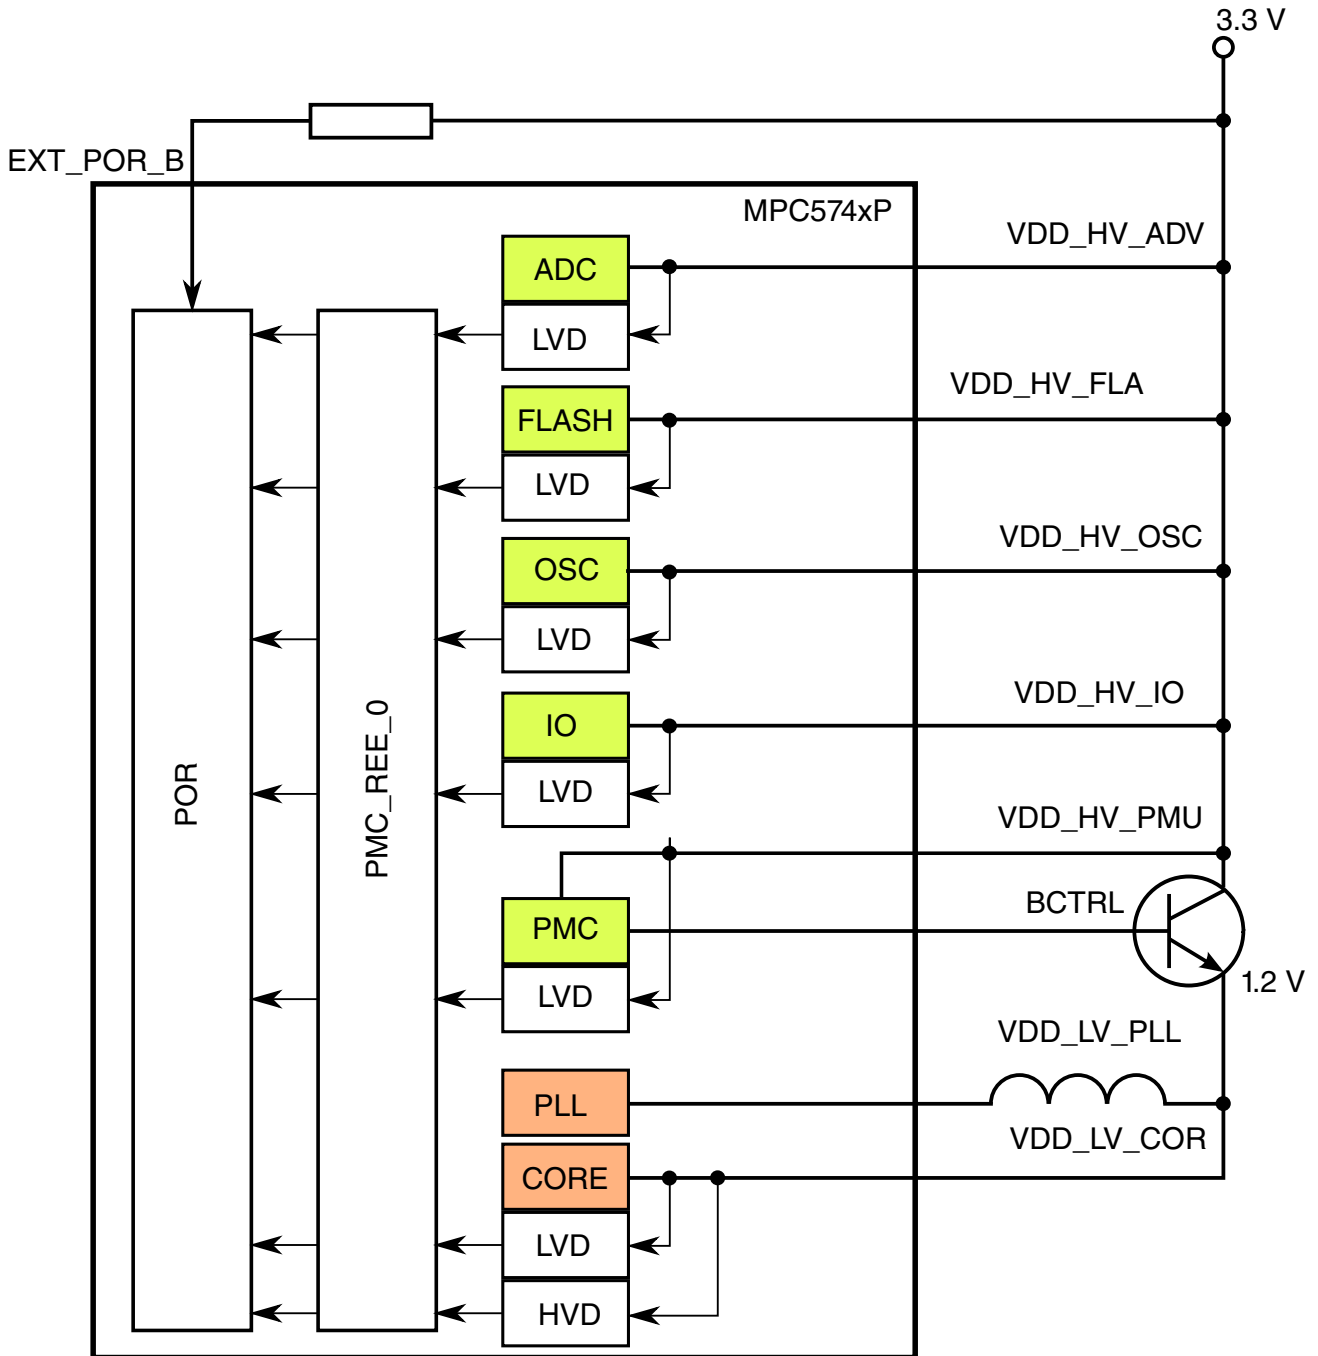 3.3 V
EXT_POR_B
MPC574xP
VDD_HV_ADV
ADC
LVD
VDD_HV_FLA
FLASH
LVD
VDD_HV_OSC
OSC
LVD
VDD_HV_IO
IO
LVD
POR
PMC_REE_0
VDD_HV_PMU
BCTRL
PMC
1.2 V
LVD
VDD_LV_PLL
PLL
VDD_LV_COR
CORE
LVD
HVD